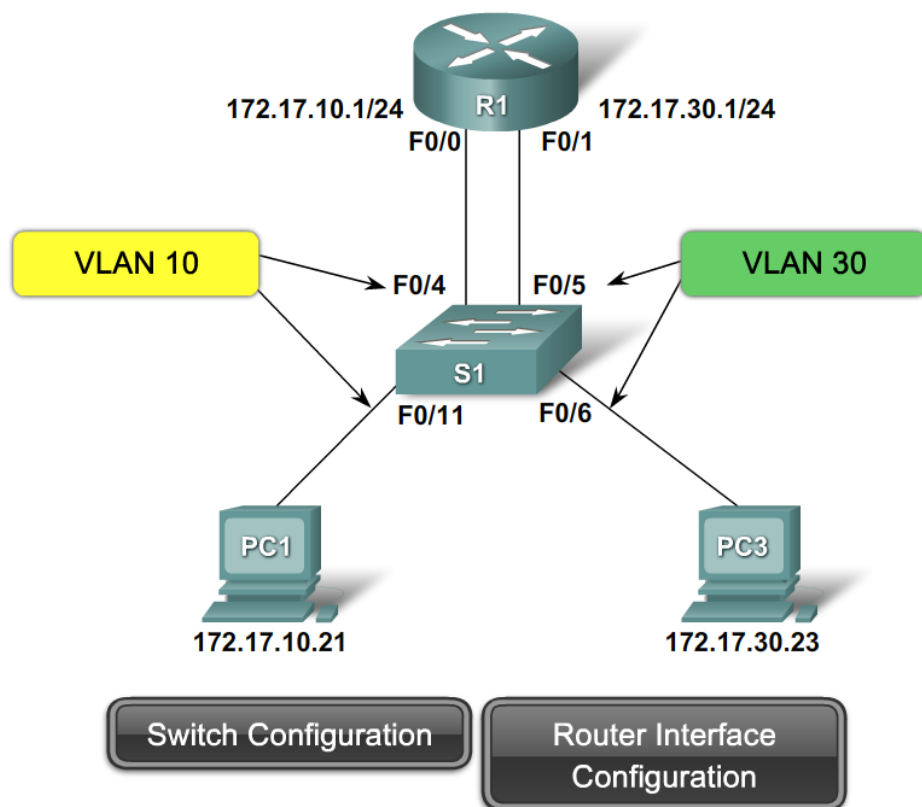 R1
172.17.10.1/24
172.17.30.1/24
F0/0
F0/1
VLAN 10
VLAN 30
F0/4
F0/5
S1
F0/11
F0/6
PC1
PC3
172.17.10.21
172.17.30.23
Switch Configuration
Router Interface
Configuration